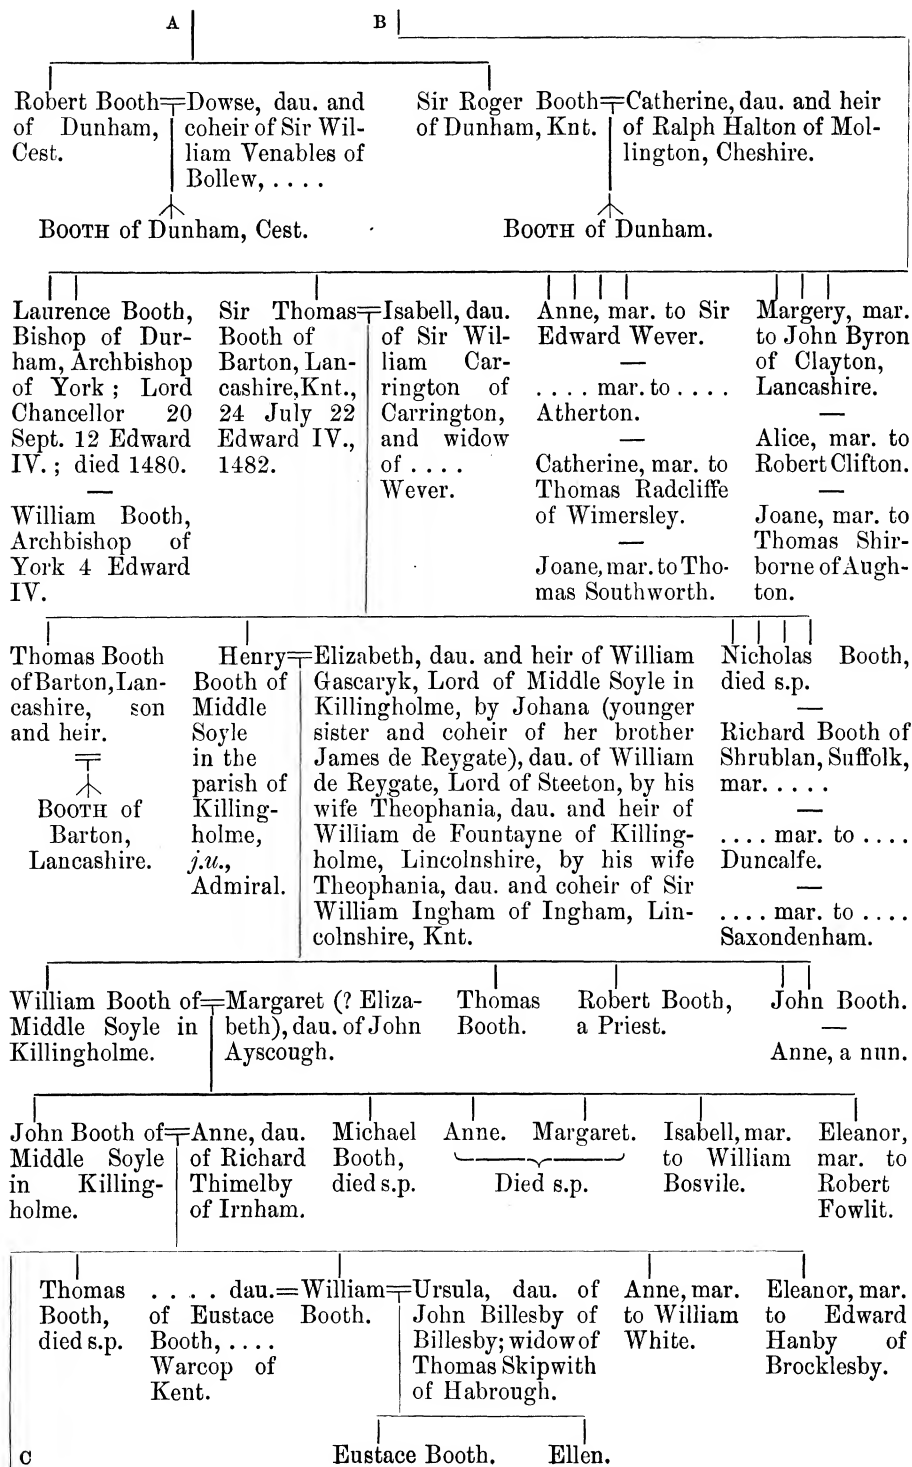 A B
Robert Booth
of Dunham,
Cest.
Dowse, dau. and
coheir of Sir Wil-
liam Venables of
Bollew, . . . .
BOOTH of Dunham, Cest.
Sir Roger Booth
of Dunham, Knt.
Catherine, dau. and heir
of Ralph Halton of Mol-
lington, Cheshire.
BOOTH of Dunham.
Laurence Booth,
Bishop of Dur-
ham, Archbishop
of York ; Lord
Chancellor 20
Sept. 12 Edward
IV. ; died 1480.
—
William Booth,
Archbishop of
York 4 Edward
IV.
Sir Thomas
Booth of
Barton, Lan-
cashire, Knt.,
24 July 22
Edward IV.,
1482.
Isabell, dau.
of Sir Wil-
liam Car-
rington of
Carrington,
and widow
of . . . .
Wever.
Anne, mar. to Sir
Edward Wever.
—
. . . . mar. to . . . .
Atherton.
—
Catherine, mar. to
Thomas Radcliffe
of Wimersley.
—
Joane, mar. to Tho-
mas Southworth.
Margery, mar.
to John Byron
of Clayton,
Lancashire.
—
Alice, mar. to
Robert Clifton.
—
Joane, mar. to
Thomas Shir-
borne of Augh-
ton.
Thomas Booth
of Barton, Lan-
cashire, son
and heir.
BOOTH of
Barton,
Lancashire.
Henry
Booth of
Middle
Soyle
in the
parish of
Killing-
holme,
j.u.,
Admiral.
Elizabeth, dau. and heir of William
Gascaryk, Lord of Middle Soyle in
Killingholme, by Johana (younger
sister and coheir of her brother
James de Reygate), dau. of William
de Reygate, Lord of Steeton, by his
wife Theophania, dau. and heir of
William de Fountayne of Killing-
holme, Lincolnshire, by his wife
Theophania, dau. and coheir of Sir
William Ingham of Ingham, Lin-
colnshire, Knt.
Nicholas Booth,
died s.p.
—
Richard Booth of
Shrublan, Suffolk,
mar. . . . .
—
. . . . mar. to . . . .
Duncalfe.
—
. . . . mar. to . . . .
Saxondenham.
William Booth of
Middle Soyle in
Killingholme.
Margaret (? Eliza-
beth), dau. of John
Ayscough.
Thomas
Booth.
Robert Booth,
a Priest.
John Booth.
—
Anne, a nun.
John Booth of
Middle Soyle
in Killing-
holme.
Anne, dau.
of Richard
Thimelby
of Irnham.
Michael
Booth,
died s.p.
Anne. Margaret.
Died s.p.
Isabell, mar.
to William
Bosvile.
Eleanor,
mar. to
Robert
Fowlit.
Thomas
Booth,
died s.p.
. . . . dau.
of Eustace
Booth, . . . .
Warcop of
Kent.
=William
Booth.
Ursula, dau. of
John Billesby of
Billesby; widow of
Thomas Skipwith
of Habrough.
Anne, mar.
to William
White.
Eleanor, mar.
to Edward
Hanby of
Brocklesby.
C
Eustace Booth. Ellen.